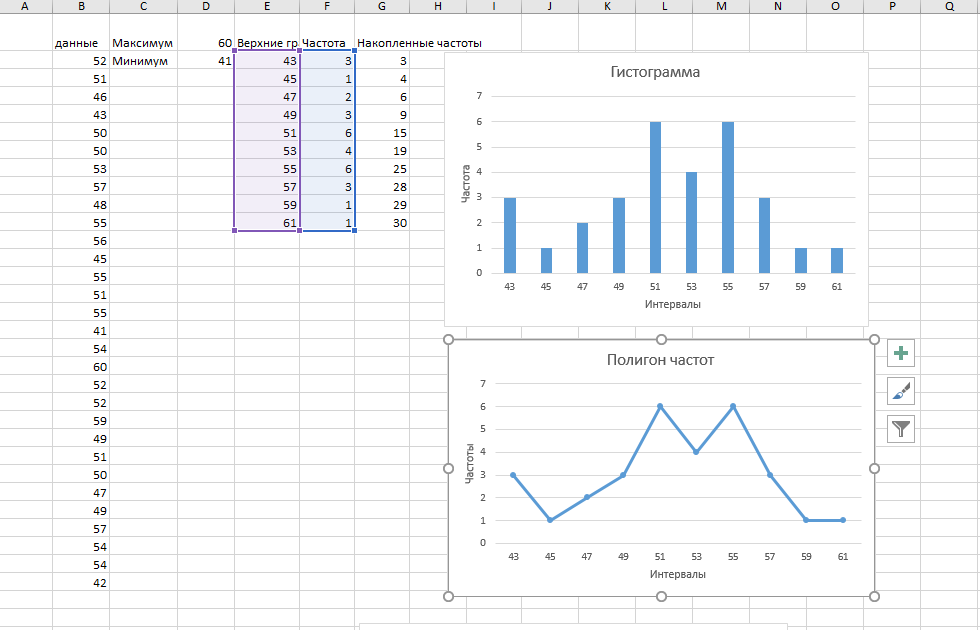 A B C D E F G H I J K L M N O P Q
данные Максимум 60 Верхние гр Частота Накопленные частоты
52 Минимум 41 43 3 3
51 45 1 4
46 47 2 6
43 49 3 9
50 51 6 15
50 53 4 19
53 55 6 25
57 57 3 28
48 59 1 29
55 61 1 30
56
45
55
51
55
41
54
60
52
52
59
49
51
50
47
49
57
54
54
42
Гистограмма
7
6
5
4
3
2
1
0
Частота
43 45 47 49 51 53 55 57 59 61
Интервалы
Полигон частот
7
6
5
4
3
2
1
0
Частоты
43 45 47 49 51 53 55 57 59 61
Интервалы